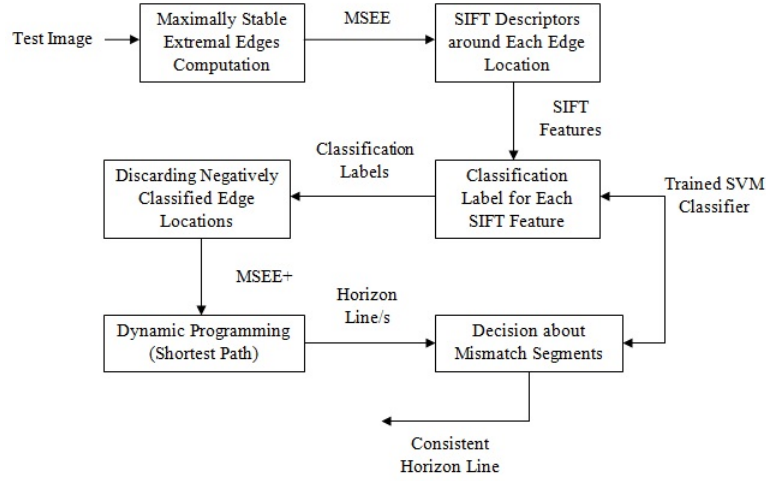 Test Image
Maximally Stable
Extremal Edges
Computation
MSEE
SIFT Descriptors
around Each Edge
Location
SIFT
Features
Classification
Labels
Discarding Negatively
Classified Edge
Locations
Classification
Label for Each
SIFT Feature
Trained SVM
Classifier
MSEE+
Horizon
Line/s
Dynamic Programming
(Shortest Path)
Decision about
Mismatch Segments
Consistent
Horizon Line